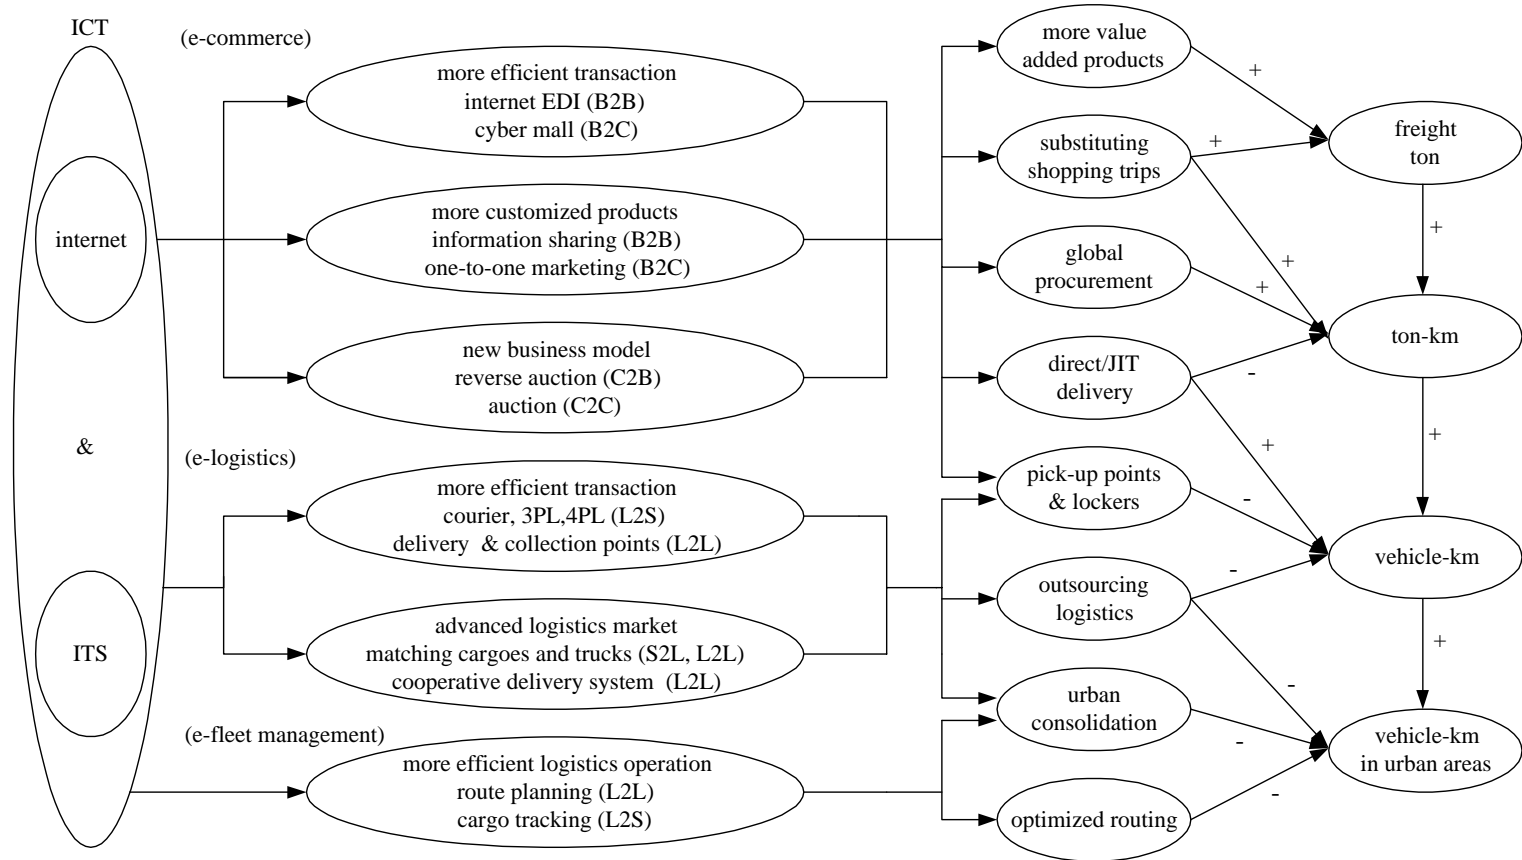 ICT
internet
&
ITS
(e-commerce)
more efficient transaction
internet EDI (B2B)
cyber mall (B2C)
more customized products
information sharing (B2B)
one-to-one marketing (B2C)
new business model
reverse auction (C2B)
auction (C2C)
(e-logistics)
more efficient transaction
courier, 3PL,4PL (L2S)
delivery & collection points (L2L)
advanced logistics market
matching cargoes and trucks (S2L, L2L)
cooperative delivery system (L2L)
(e-fleet management)
more efficient logistics operation
route planning (L2L)
cargo tracking (L2S)
more value
added products
substituting
shopping trips
global
procurement
direct/JIT
delivery
pick-up points
& lockers
outsourcing
logistics
urban
consolidation
optimized routing
+
+
+
+
-
+
-
-
-
-
-
freight
ton
+
ton-km
+
vehicle-km
+
vehicle-km
in urban areas